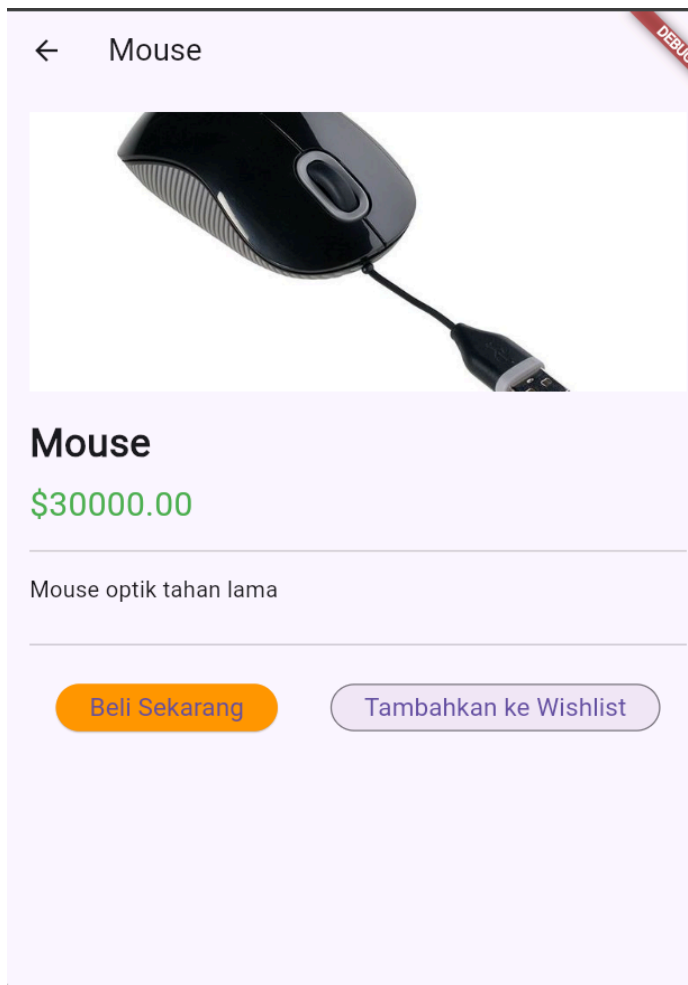 Mouse
Mouse
$30000.00
Mouse optik tahan lama
Beli Sekarang
Tambahkan ke Wishlist